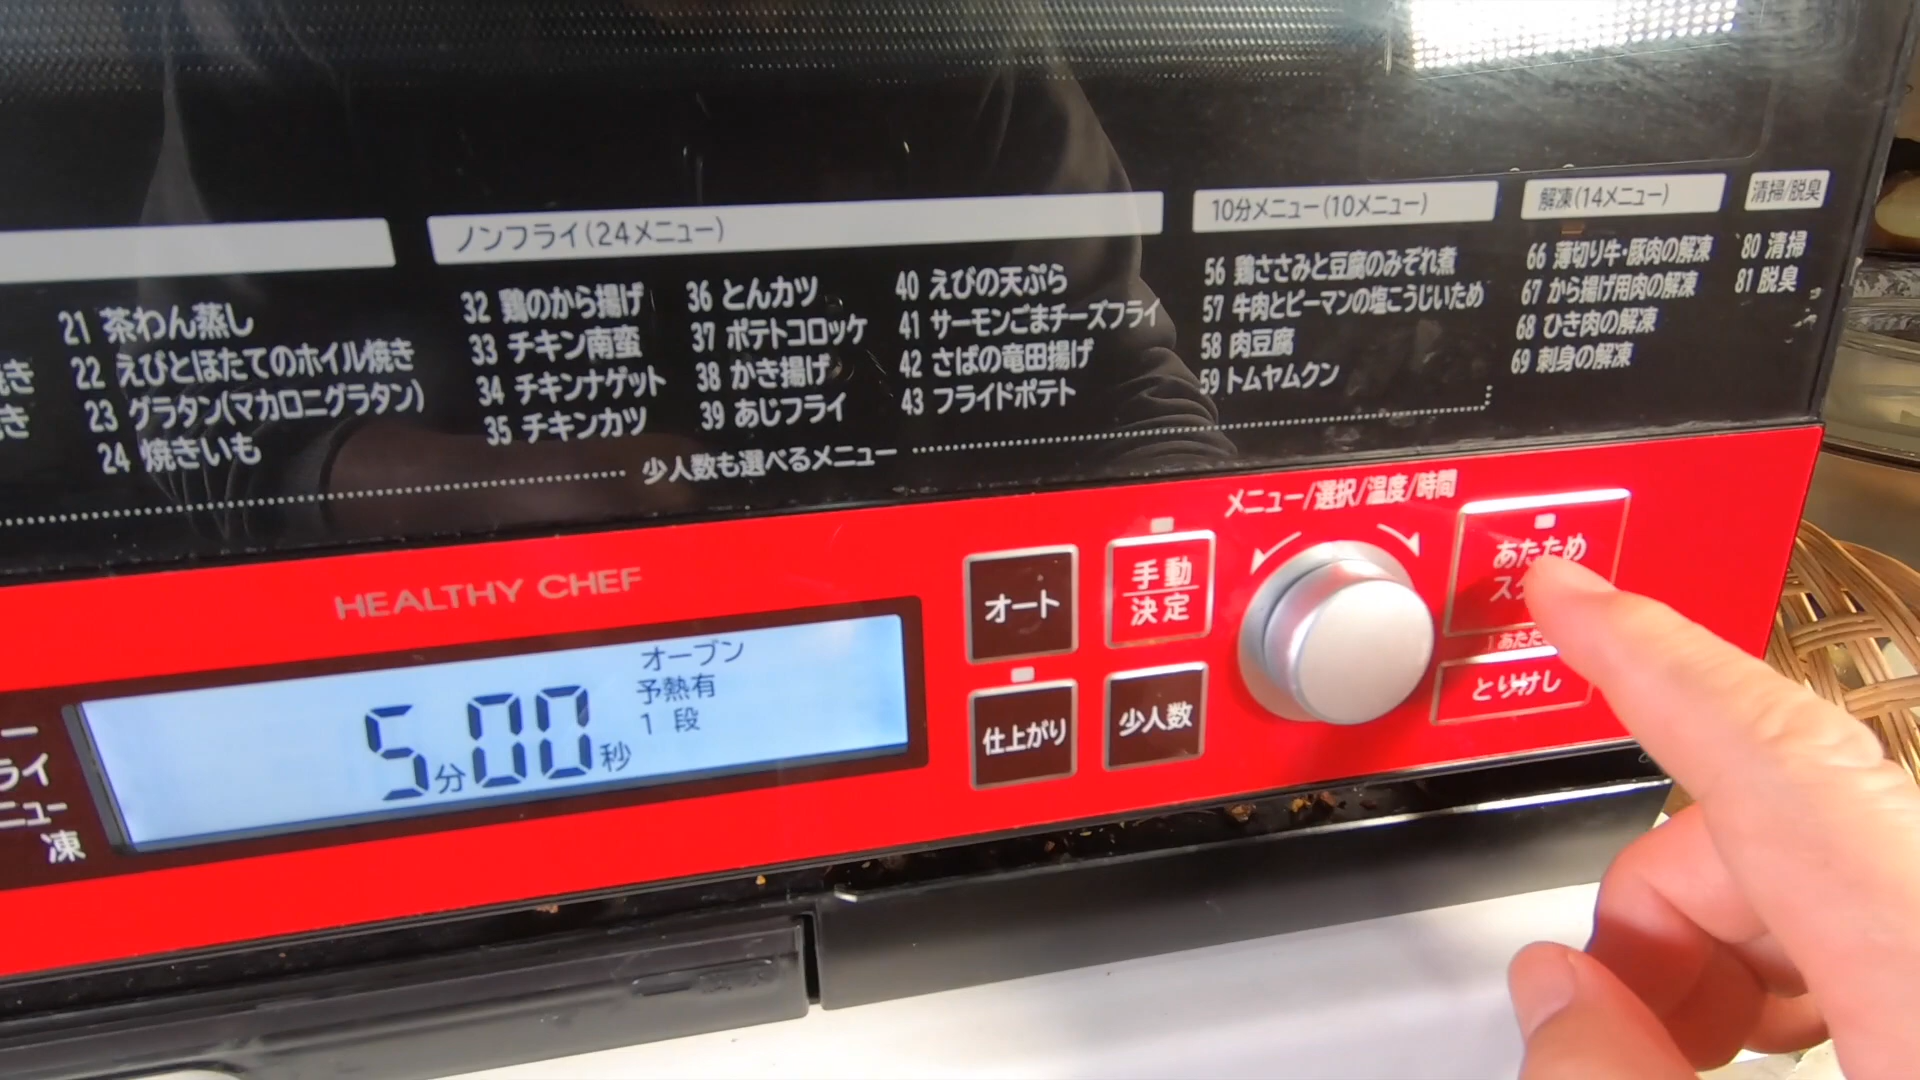 ノンフライ(24メニュー)
10分メニュー(10メニュー)
解凍(14メニュー)
清掃/脱臭
き
き
21 茶わん蒸し
22 えびとほたてのホイル焼き
23 グラタン(マカロニグラタン)
24 焼きいも
32 鶏のから揚げ
33 チキン南蛮
34 チキンナゲット
35 チキンカツ
36 とんカツ
37 ポテトコロッケ
38 かき揚げ
39 あじフライ
40 えびの天ぷら
41 サーモンごまチーズフライ
42 さばの竜田揚げ
43 フライドポテト
56 鶏ささみと豆腐のみぞれ煮
57 牛肉とピーマンの塩こうじいため
58 肉豆腐
59 トムヤムクン
66 薄切り牛・豚肉の解凍
67 から揚げ用肉の解凍
68 ひき肉の解凍
69 刺身の解凍
80 清掃
81 脱臭
少人数も選べるメニュー
HEALTHY CHEF
メニュー/選択/温度/時間
オート
手動
決定
仕上がり
少人数
あたため
ス
あたた
とりけし
オーブン
予熱有
1 段
5分00秒
ー
ライ
ニュー
凍